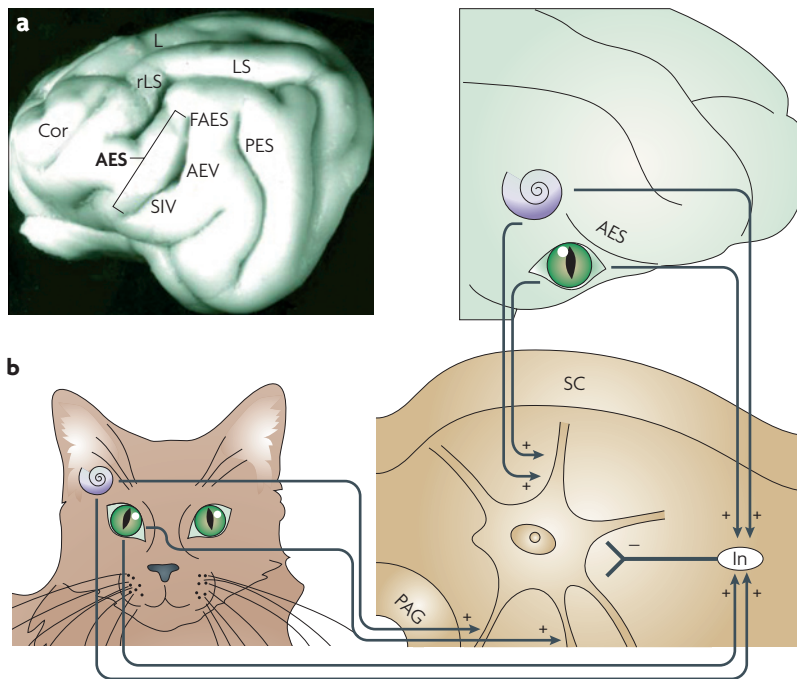 a
L
LS
rLS
Cor
FAES
AES
PES
AEV
SIV
AES
b
SC
+
+
+ +
−
In
+ +
PAG
+
+